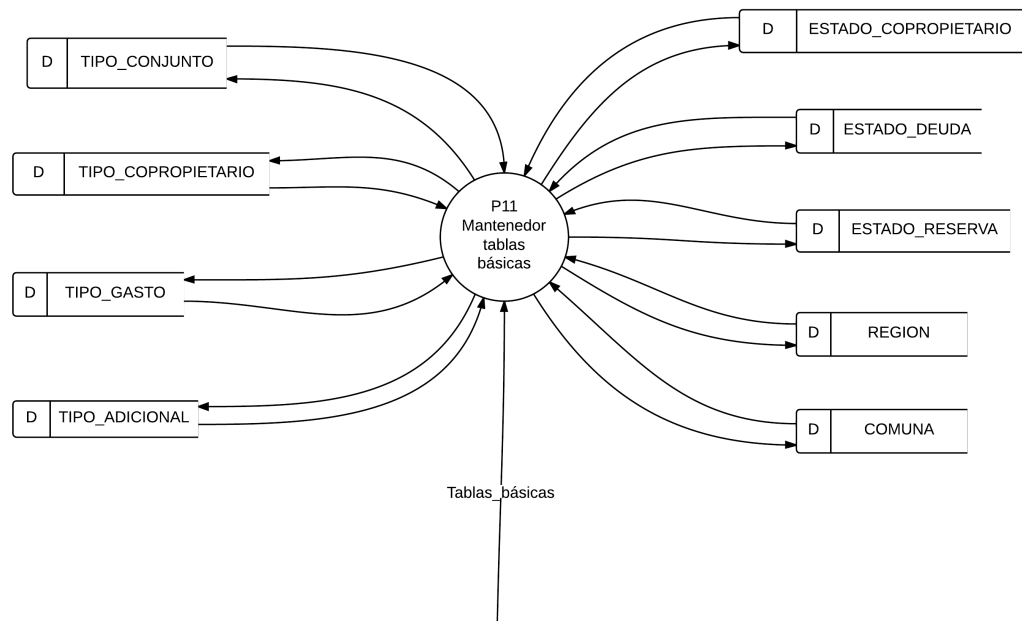 D TIPO_CONJUNTO
D TIPO_COPROPIETARIO
D TIPO_GASTO
D TIPO_ADICIONAL
P11
Mantenedor
tablas
básicas
Tablas_básicas
D ESTADO_COPROPIETARIO
D ESTADO_DEUDA
D ESTADO_RESERVA
D REGION
D COMUNA